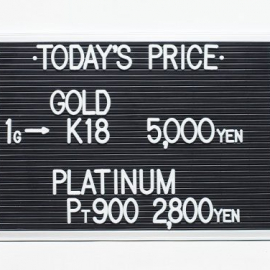 ·TODAY'S PRICE·
GOLD
1G→ K18 5,000YEN
PLATINUM
PT900 2,800YEN